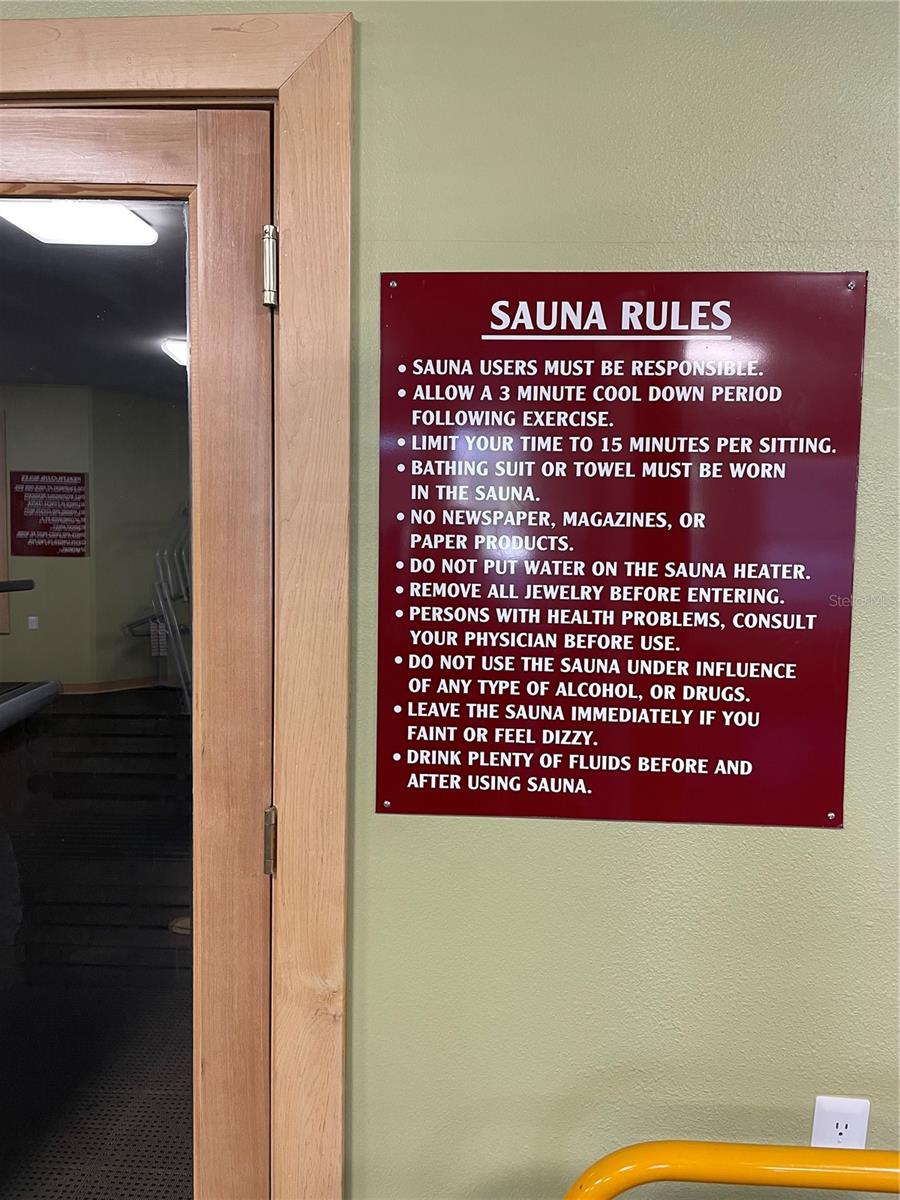 SAUNA RULES
• SAUNA USERS MUST BE RESPONSIBLE.
• ALLOW A 3 MINUTE COOL DOWN PERIOD
FOLLOWING EXERCISE.
• LIMIT YOUR TIME TO 15 MINUTES PER SITTING.
• BATHING SUIT OR TOWEL MUST BE WORN
IN THE SAUNA.
• NO NEWSPAPER, MAGAZINES, OR
PAPER PRODUCTS.
• DO NOT PUT WATER ON THE SAUNA HEATER.
• REMOVE ALL JEWELRY BEFORE ENTERING.
• PERSONS WITH HEALTH PROBLEMS, CONSULT
YOUR PHYSICIAN BEFORE USE.
• DO NOT USE THE SAUNA UNDER INFLUENCE
OF ANY TYPE OF ALCOHOL, OR DRUGS.
• LEAVE THE SAUNA IMMEDIATELY IF YOU
FAINT OR FEEL DIZZY.
• DRINK PLENTY OF FLUIDS BEFORE AND
AFTER USING SAUNA.
Stellar MLS